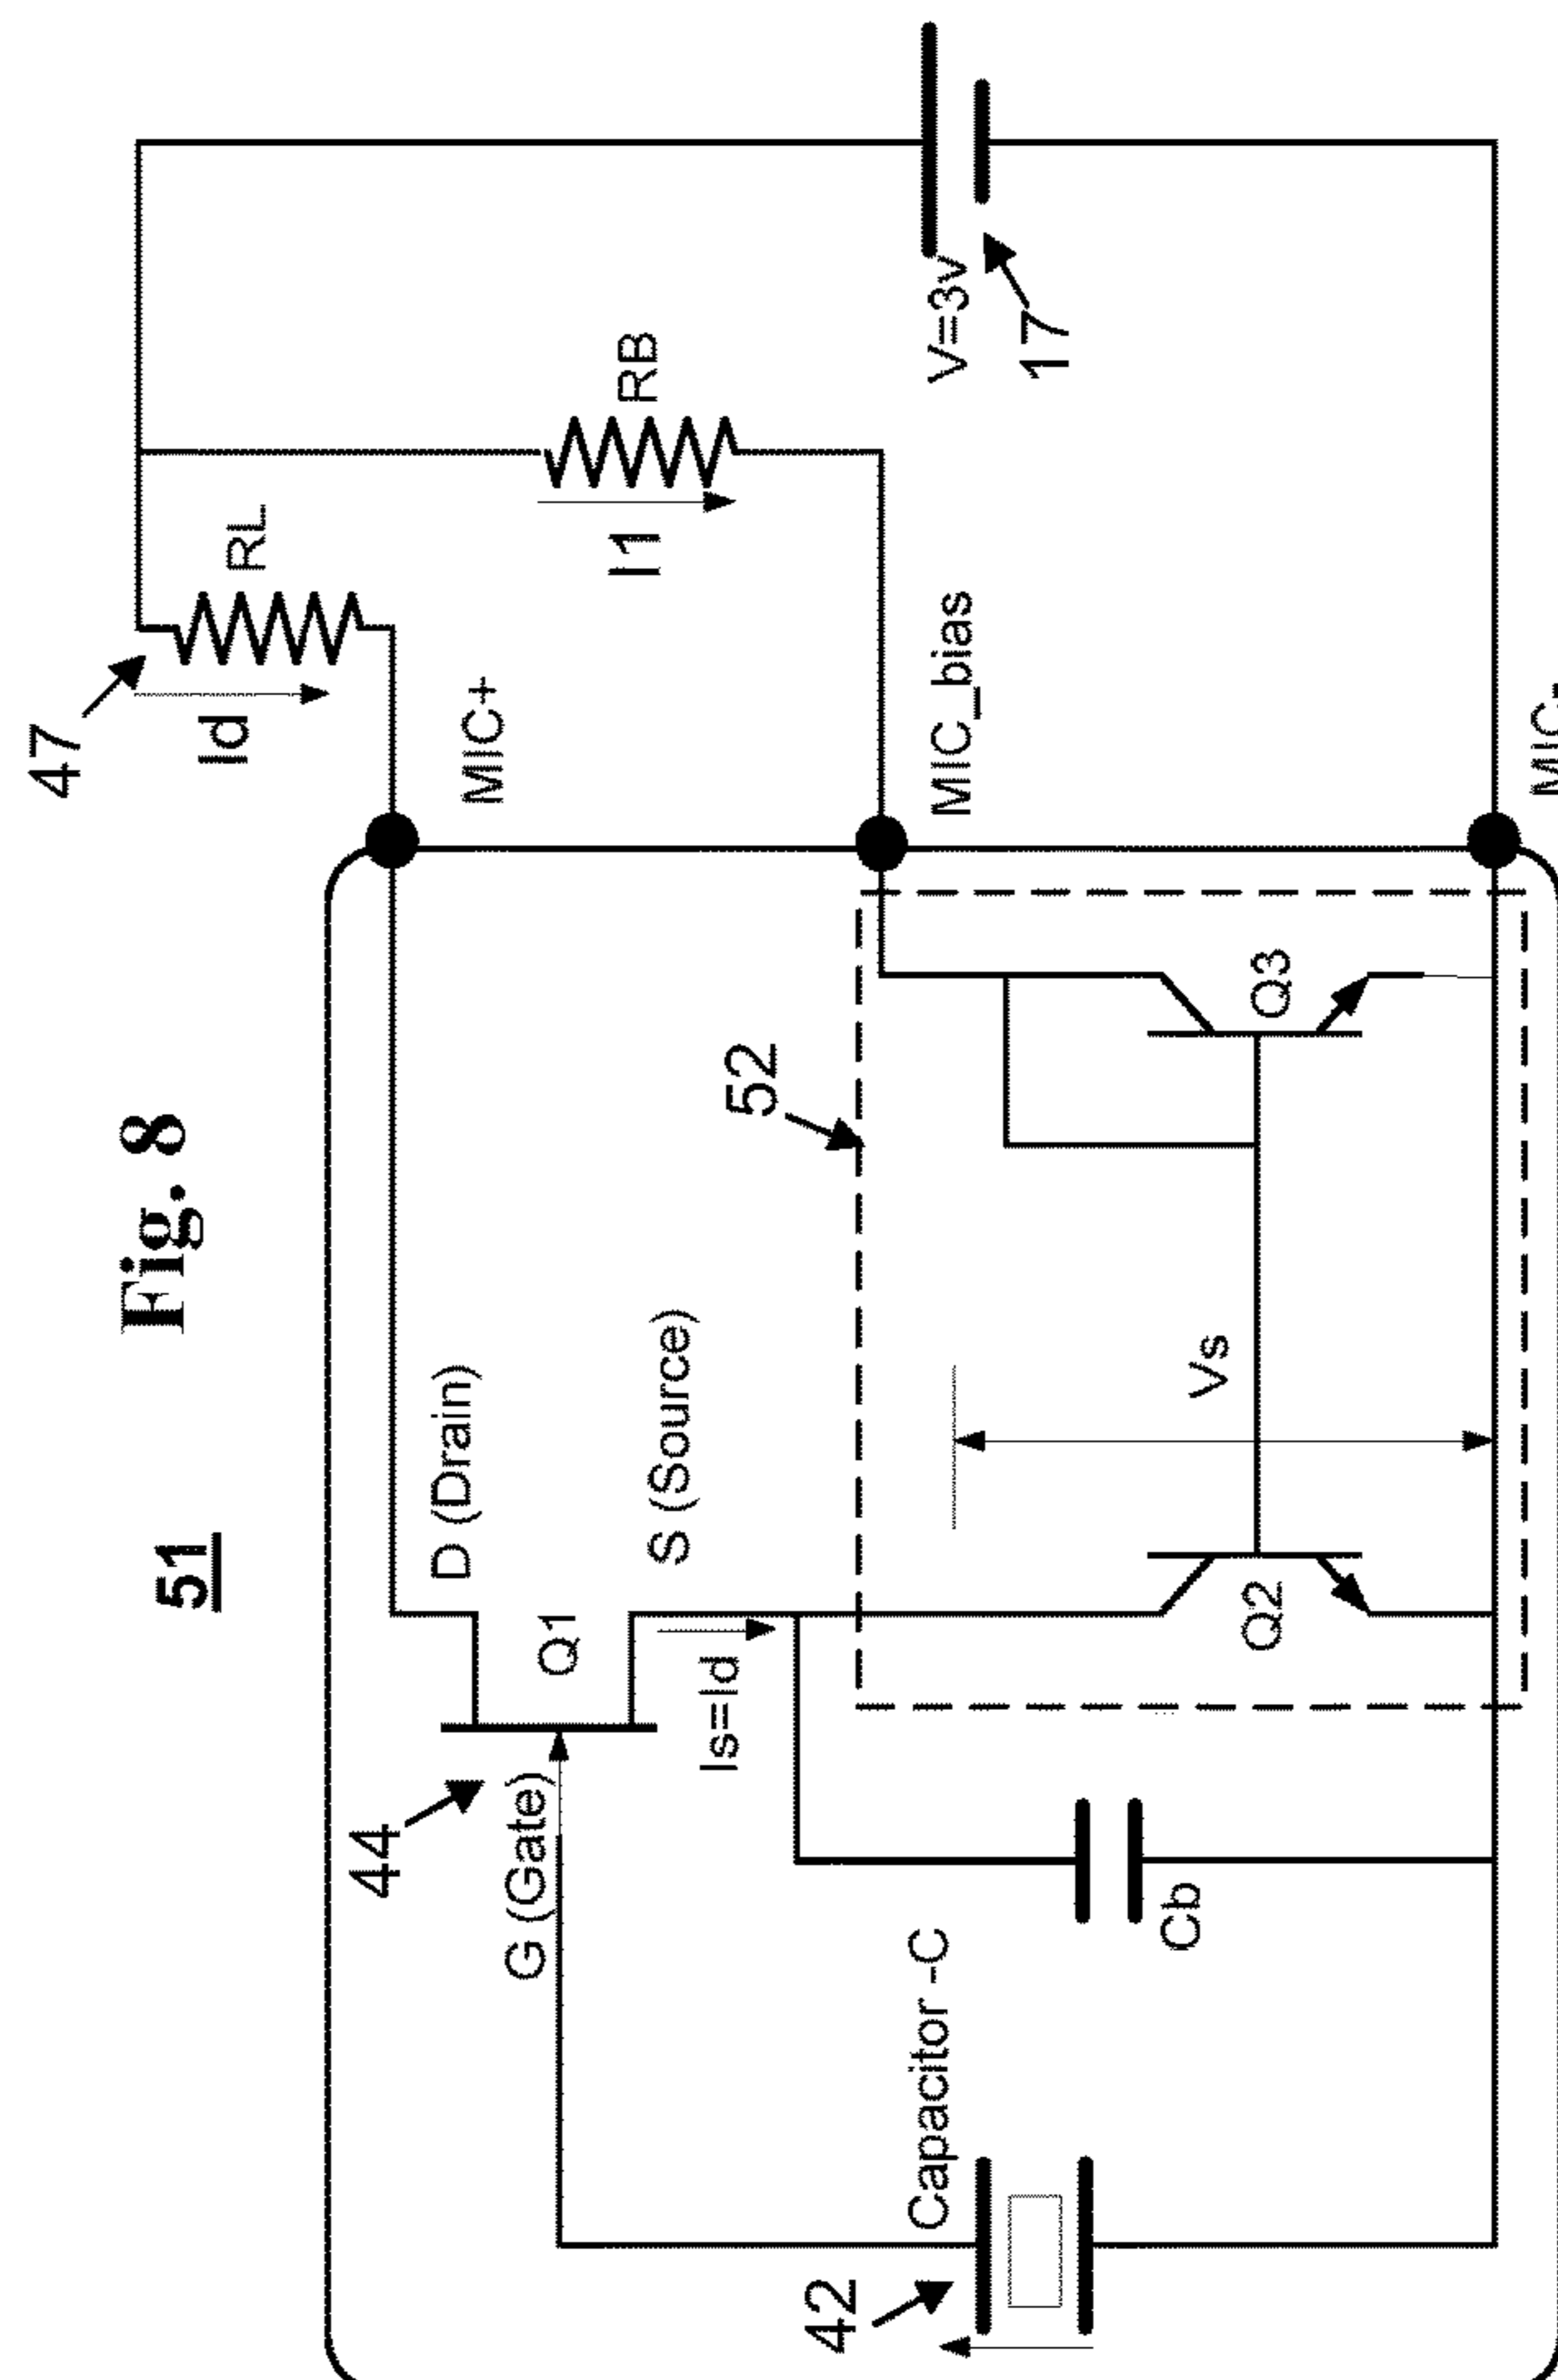 Fig. 8
51
47
RL
Id
RB
I1
V=3v
17
MIC+
MIC_bias
MIC-
D (Drain)
Q1
44
G (Gate)
S (Source)
Is=Id
52
Q3
Vs
Q2
Cb
Capacitor -C
42